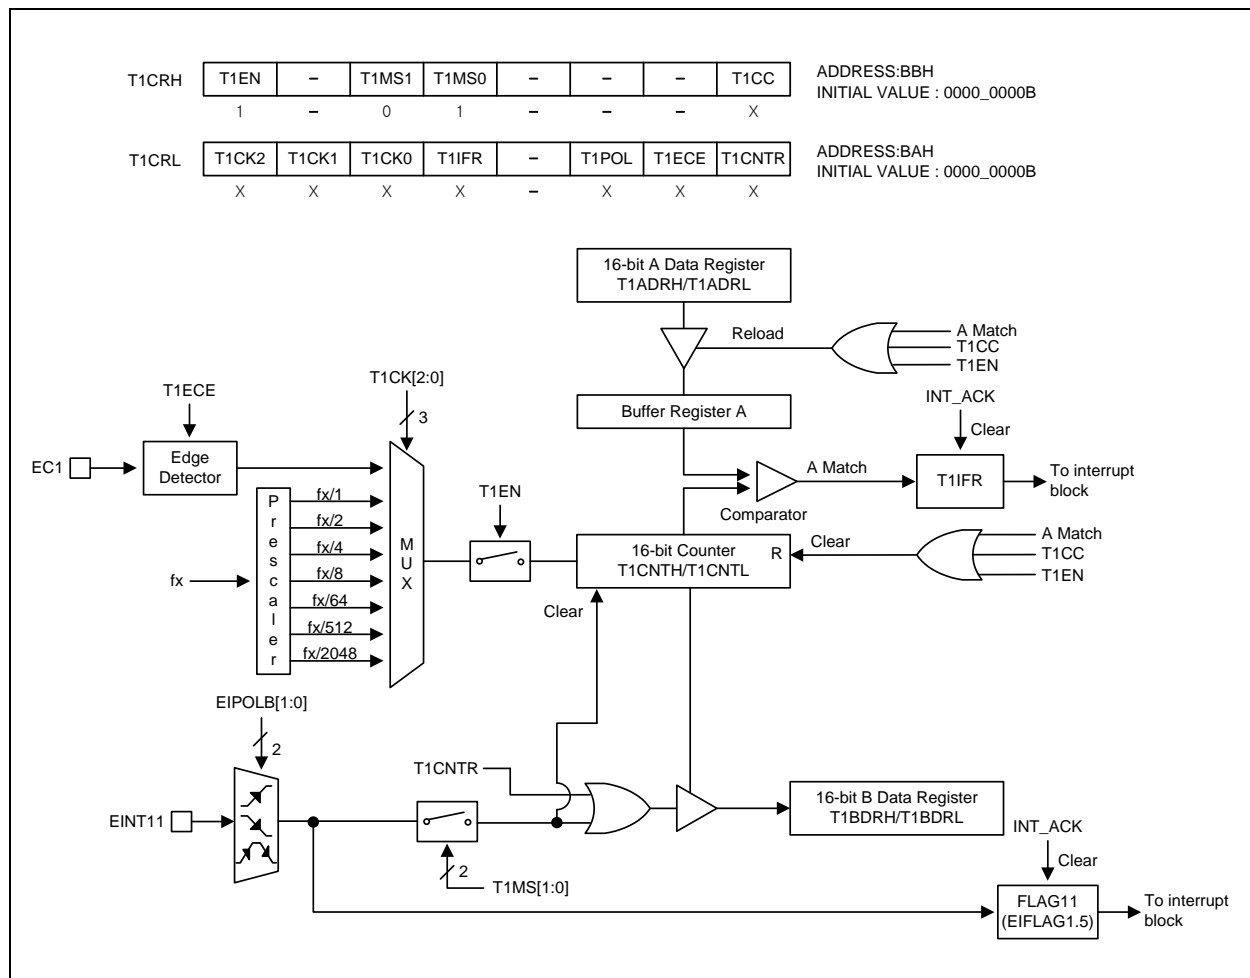 T1CRH T1EN – T1MS1 T1MS0 – – – T1CC
ADDRESS:BBH
INITIAL VALUE : 0000_0000B
1 – 0 1 – – – X
T1CRL T1CK2 T1CK1 T1CK0 T1IFR – T1POL T1ECE T1CNTR
ADDRESS:BAH
INITIAL VALUE : 0000_0000B
X X X X – X X X
16-bit A Data Register
T1ADRH/T1ADRL
Reload
A Match
T1CC
T1EN
T1ECE
T1CK[2:0]
3
Buffer Register A
INT_ACK
Clear
EC1
Edge
Detector
A Match
T1IFR
To interrupt
block
Comparator
Prescaler
fx
fx/1
fx/2
fx/4
fx/8
fx/64
fx/512
fx/2048
MUX
T1EN
16-bit Counter
T1CNTH/T1CNTL
R
Clear
A Match
T1CC
T1EN
Clear
EIPOLB[1:0]
2
T1CNTR
EINT11
2
T1MS[1:0]
16-bit B Data Register
T1BDRH/T1BDRL
INT_ACK
Clear
FLAG11
(EIFLAG1.5)
To interrupt
block